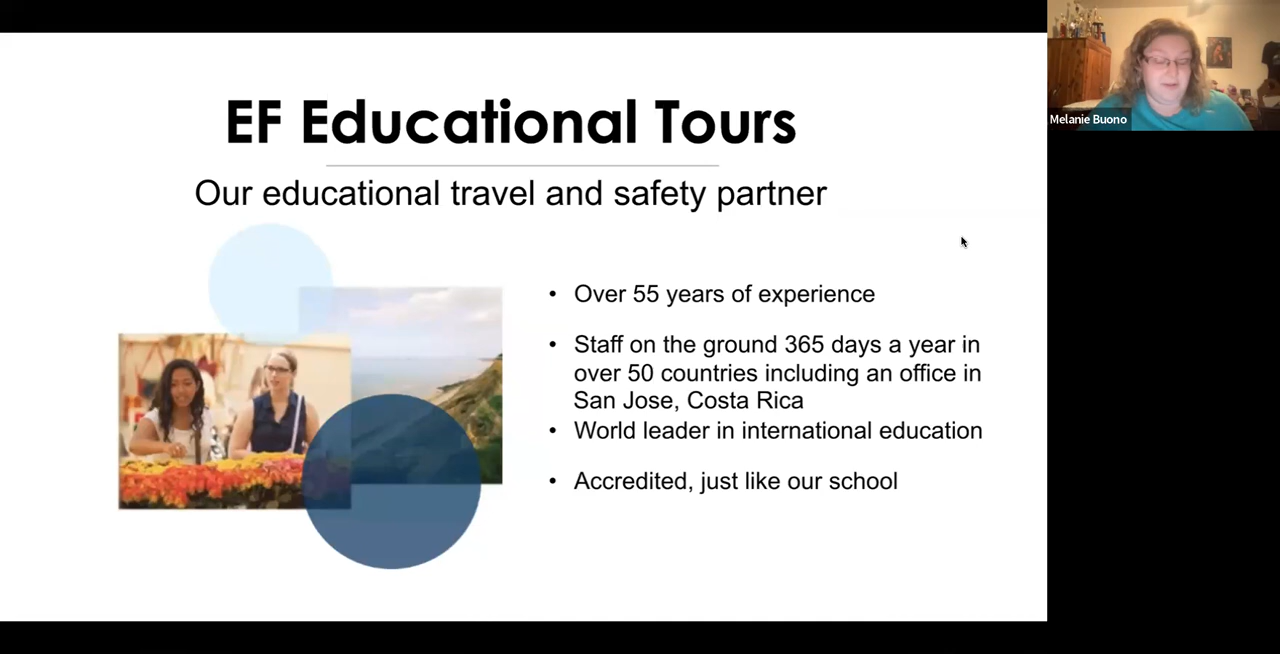 EF Educational Tours
Our educational travel and safety partner
• Over 55 years of experience
• Staff on the ground 365 days a year in
over 50 countries including an office in
San Jose, Costa Rica
• World leader in international education
• Accredited, just like our school
Melanie Buono